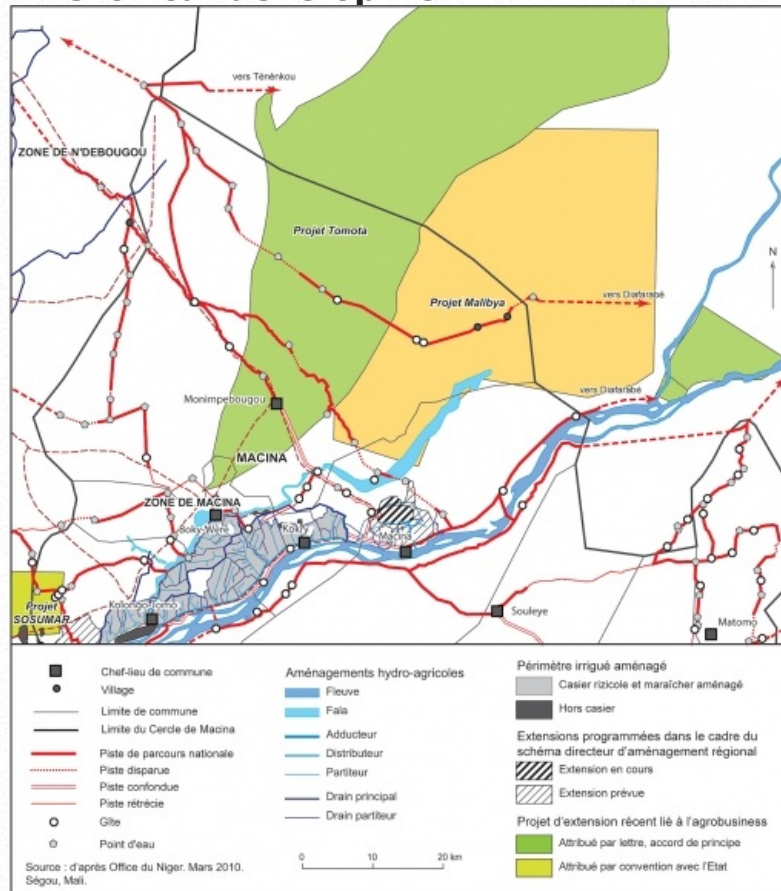 vers Ténènkou
ZONE DE N'DEBOUGOU
Projet Tomota
N
Projet Malibya
vers Diafarabé
vers Diafarabé
Monimpébougou
MACINA
ZONE DE MACINA
Boky-Wéré
Kokry
Macina
Projet
SOSUMAR
Kolongo-Tomo
Souleye
Matomo
Chef-lieu de commune
Village
Limite de commune
Limite du Cercle de Macina
Piste de parcours nationale
Piste disparue
Piste confondue
Piste rétrécie
Gîte
Point d'eau
Source : d'après Office du Niger. Mars 2010.
Ségou, Mali.
Aménagements hydro-agricoles
Fleuve
Fala
Adducteur
Distributeur
Partiteur
Drain principal
Drain partiteur
0 10 20 km
Périmètre irrigué aménagé
Casier rizicole et maraîcher aménagé
Hors casier
Extensions programmées dans le cadre du
schéma directeur d'aménagement régional
Extension en cours
Extension prévue
Projet d'extension récent lié à l'agrobusiness
Attribué par lettre, accord de principe
Attribué par convention avec l'Etat